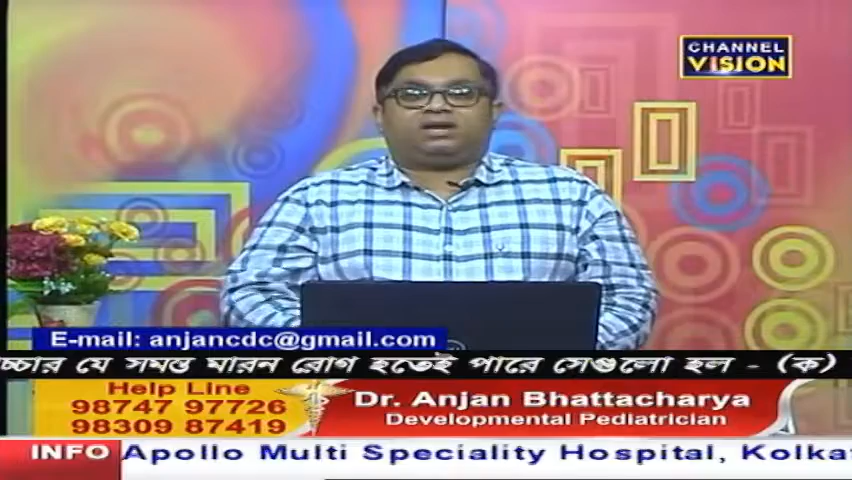 CHANNEL
VISION
E-mail: anjancdc@gmail.com
চ্চার যে সমস্ত মারন রোগ হতেই পারে সেগুলো হল - (ক)
Help Line
98747 97726
98309 87419
Dr. Anjan Bhattacharya
Developmental Pediatrician
INFO
Apollo Multi Speciality Hospital, Kolka